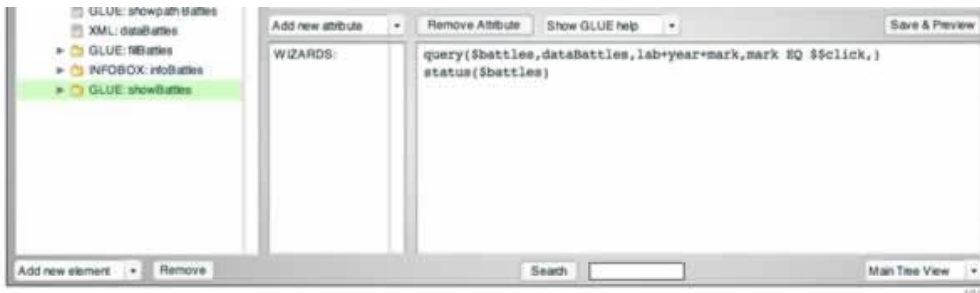 GLUE: showpath Battles
XML: dataBattles
GLUE: fillBattles
INFOBOX: infoBattles
GLUE: showBattles
Add new element
Remove
Add new attribute
Remove Attribute
Show GLUE help
Save & Preview
WIZARDS:
query($battles,dataBattles,lab+year+mark,mark EQ $$click,)
status($battles)
Search
Main Tree View